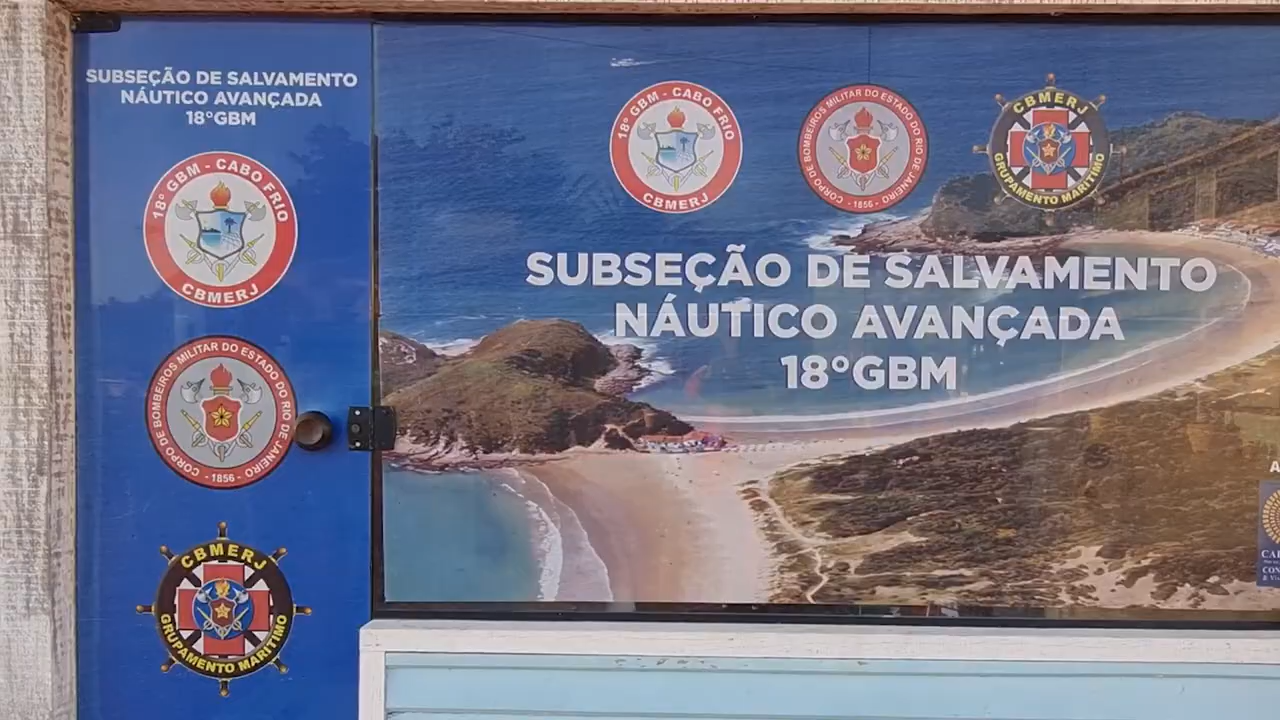 SUBSEÇÃO DE SALVAMENTO
NÁUTICO AVANÇADA
18°GBM
18º GBM - CABO FRIO
CBMERJ
CORPO DE BOMBEIROS MILITAR DO ESTADO DO RIO DE JANEIRO
- 1856 -
CBMERJ
GRUPAMENTO MARÍTIMO
18º GBM - CABO FRIO
CBMERJ
CORPO DE BOMBEIROS MILITAR DO ESTADO DO RIO DE JANEIRO
- 1856 -
CBMERJ
GRUPAMENTO MARÍTIMO
SUBSEÇÃO DE SALVAMENTO
NÁUTICO AVANÇADA
18°GBM